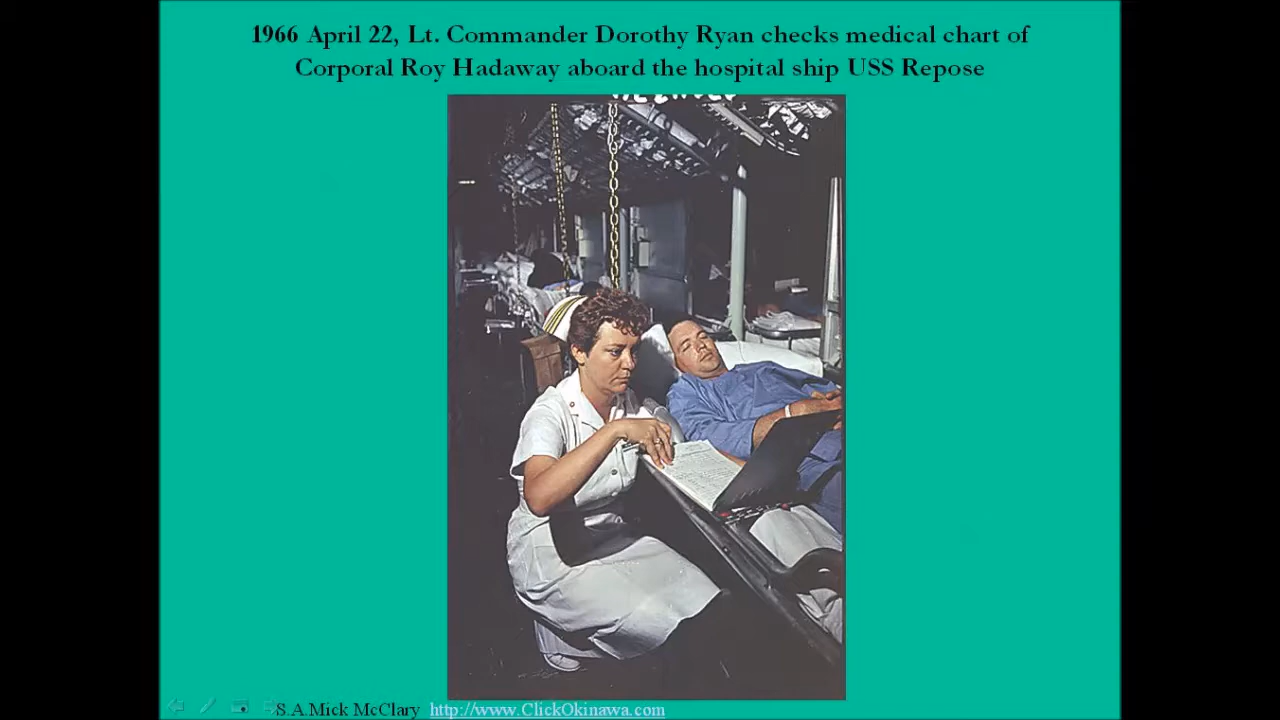 1966 April 22, Lt. Commander Dorothy Ryan checks medical chart of
Corporal Roy Hadaway aboard the hospital ship USS Repose
S.A.Mick McClary http://www.ClickOkinawa.com